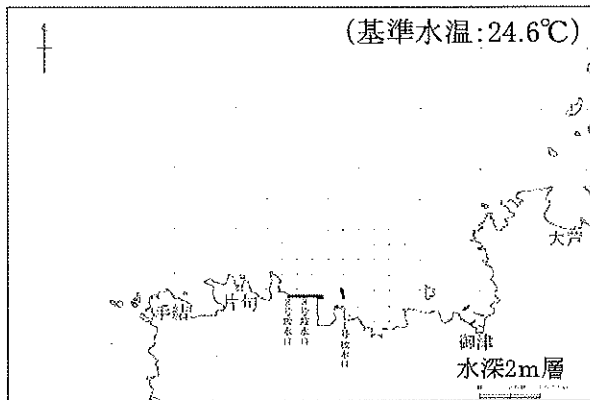 (基準水温:24.6℃)
大芦
片句
手結
御津
水深2m層